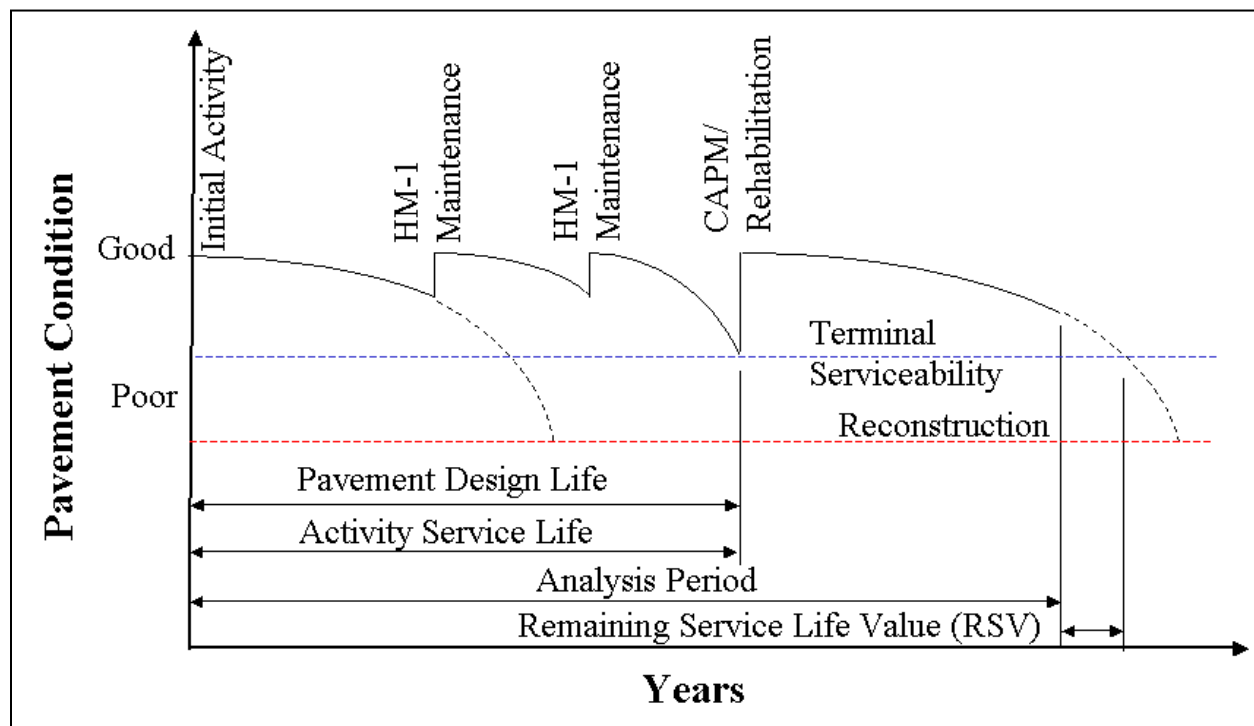 Initial Activity
HM-1
Maintenance
HM-1
Maintenance
CAPM/
Rehabilitation
Pavement Condition
Good
Poor
Terminal
Serviceability
Reconstruction
Pavement Design Life
Activity Service Life
Analysis Period
Remaining Service Life Value (RSV)
Years